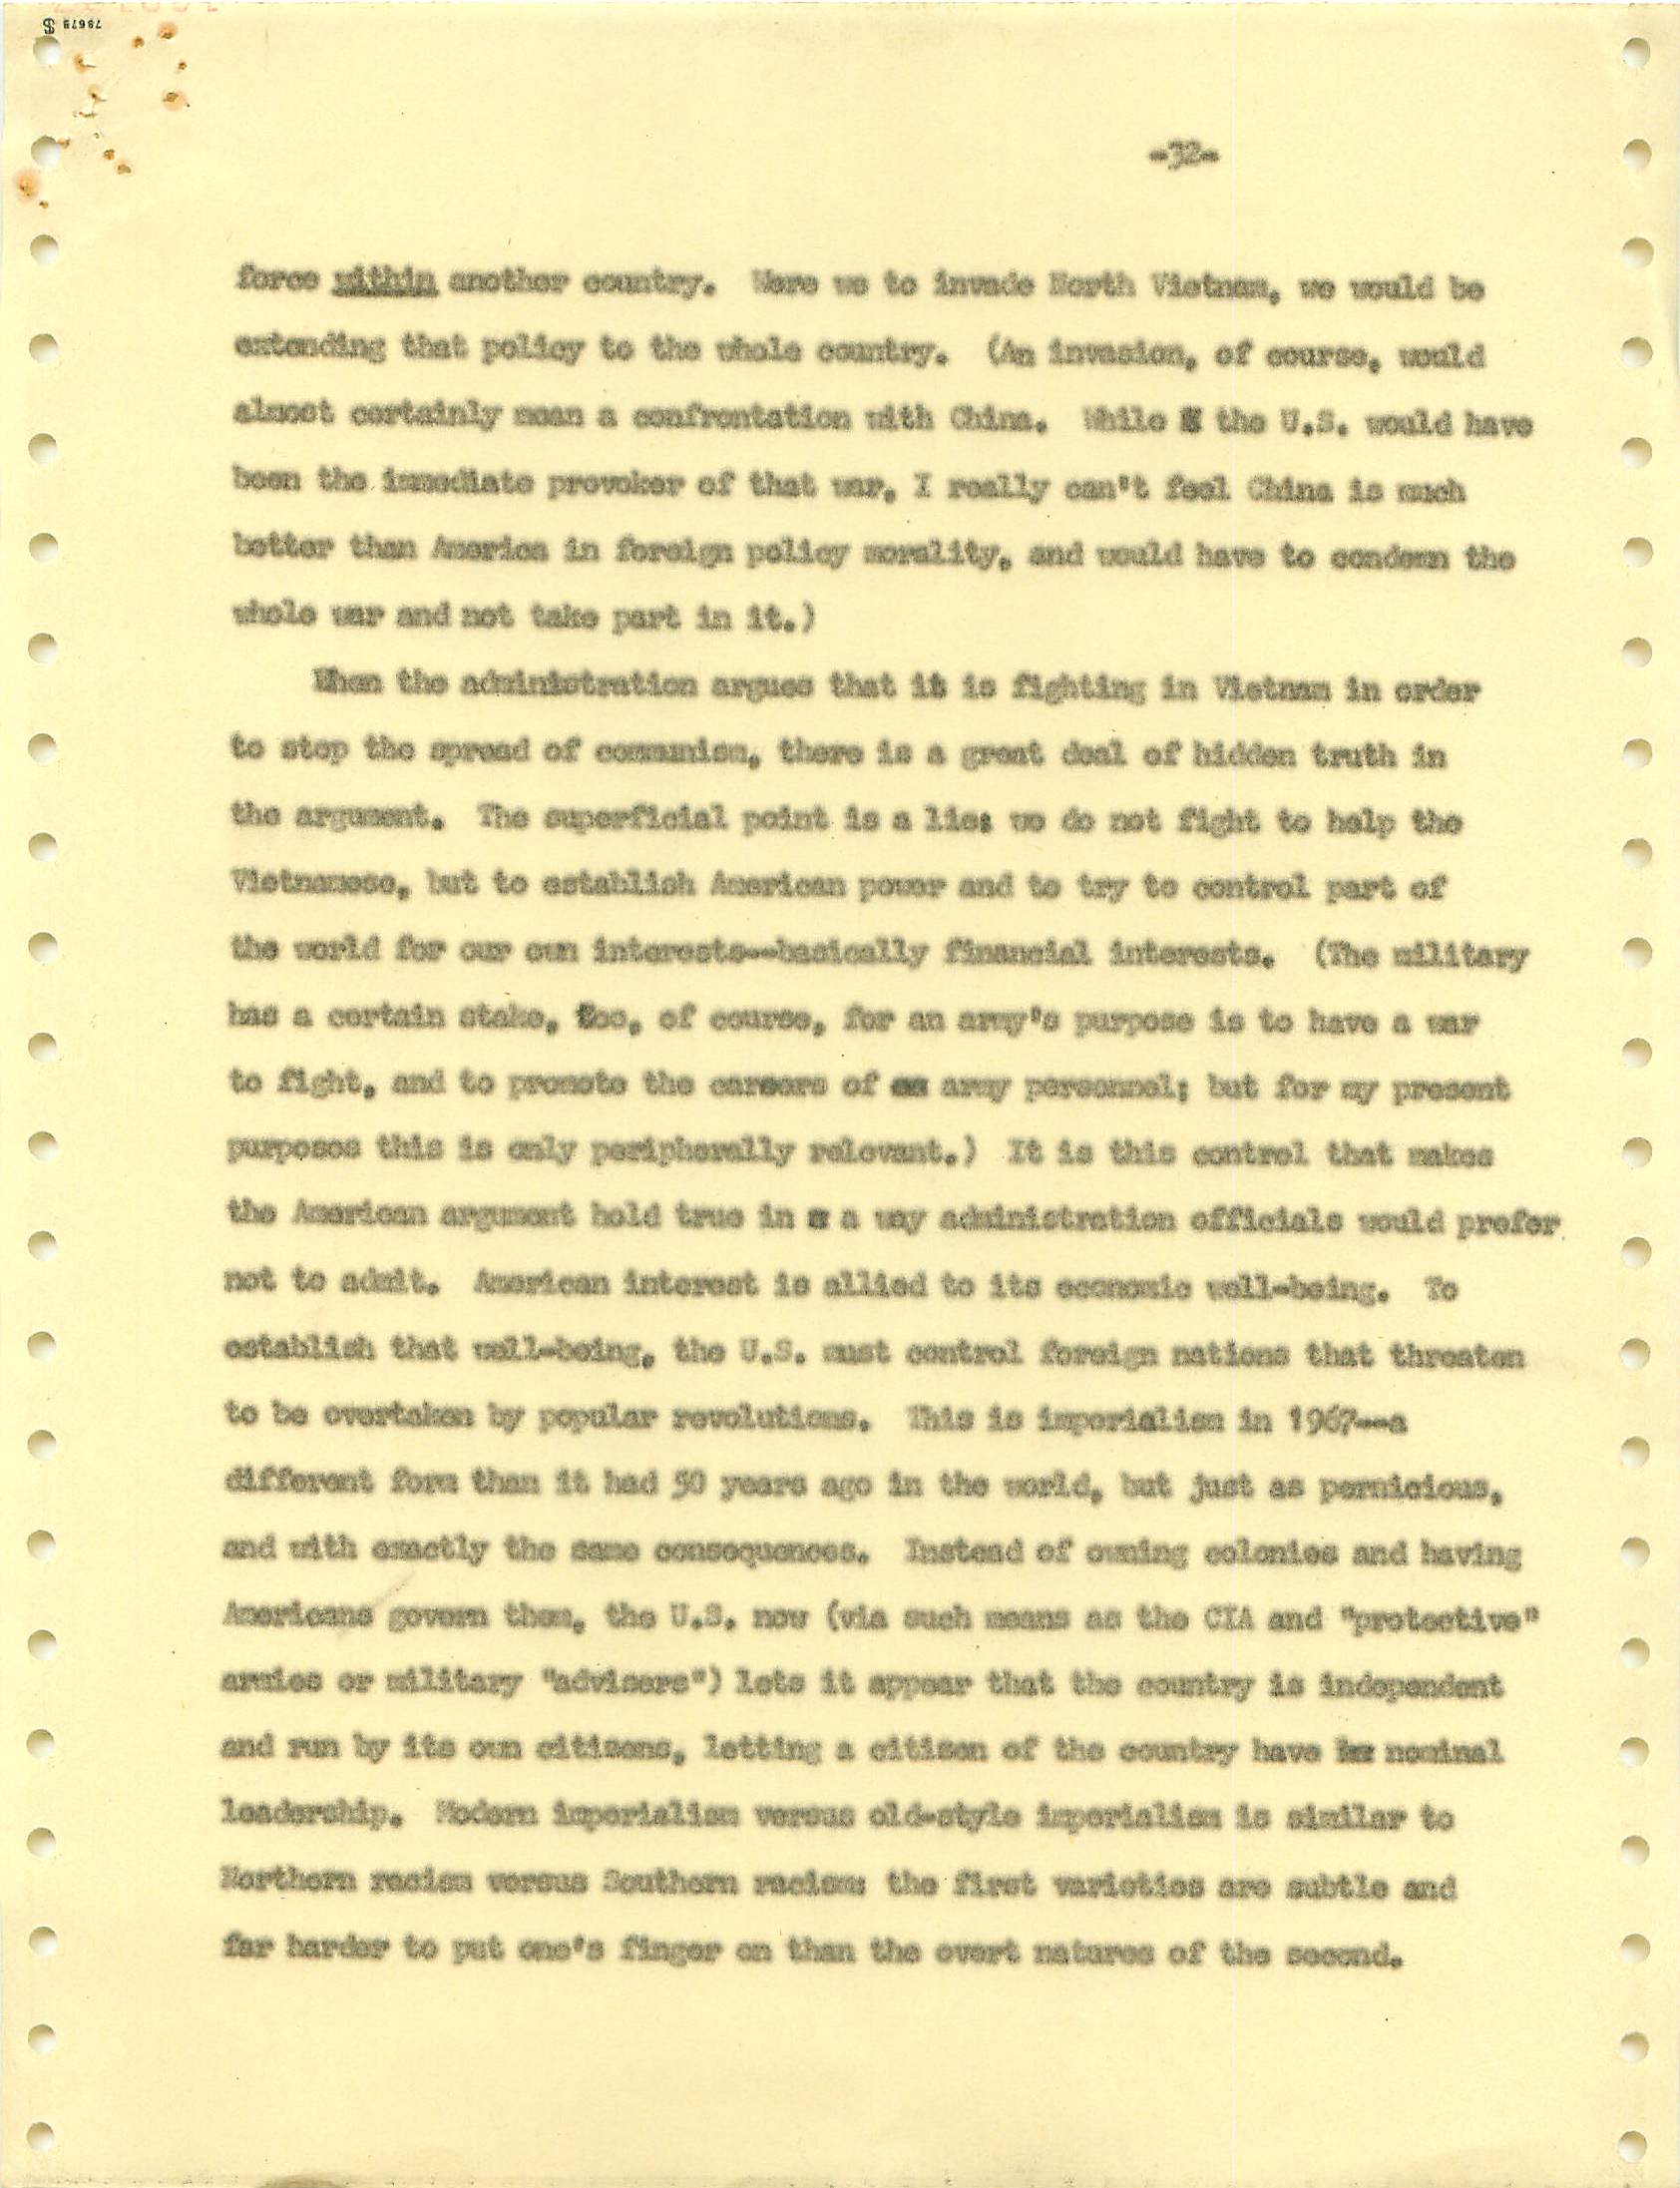 79679 $
-32-
force within another country. Were we to invade North Vietnam, we would be
extending that policy to the whole country. (An invasion, of course, would
almost certainly mean a confrontation with China. While the U.S. would have
been the immediate provoker of that war, I really can't feel China is much
better than America in foreign policy morality, and would have to condemn the
whole war and not take part in it.)
When the administration argues that it is fighting in Vietnam in order
to stop the spread of communism, there is a great deal of hidden truth in
the argument. The superficial point is a lie: we do not fight to help the
Vietnamese, but to establish American power and to try to control part of
the world for our own interests--basically financial interests. (The military
has a certain stake, too, of course, for an army's purpose is to have a war
to fight, and to promote the careers of army personnel; but for my present
purposes this is only peripherally relevant.) It is this control that makes
the American argument hold true in a way administration officials would prefer
not to admit. American interest is allied to its economic well-being. To
establish that well-being, the U.S. must control foreign nations that threaten
to be overtaken by popular revolutions. This is imperialism in 1967--a
different form than it had 50 years ago in the world, but just as pernicious,
and with exactly the same consequences. Instead of owning colonies and having
Americans govern them, the U.S. now (via such means as the CIA and "protective"
armies or military "advisers") lets it appear that the country is independent
and run by its own citizens, letting a citizen of the country have nominal
leadership. Modern imperialism versus old-style imperialism is similar to
Northern racism versus Southern racism: the first varieties are subtle and
far harder to put one's finger on than the overt natures of the second.